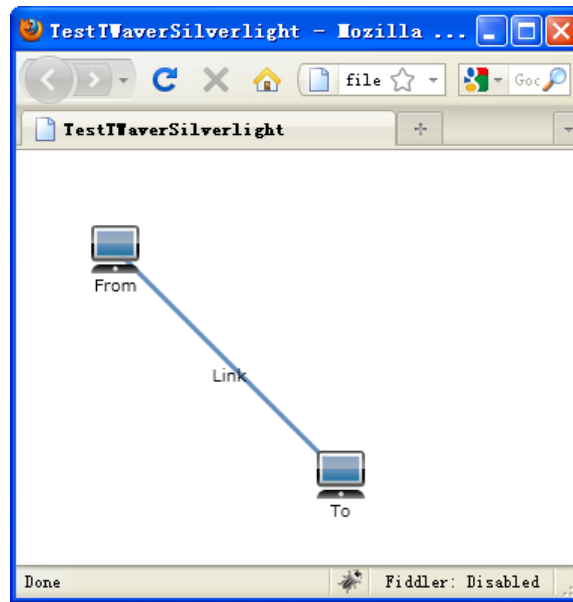 TestTWaverSilverlight - Mozilla ...
file
Goc
TestTWaverSilverlight
From
Link
To
Done
Fiddler: Disabled